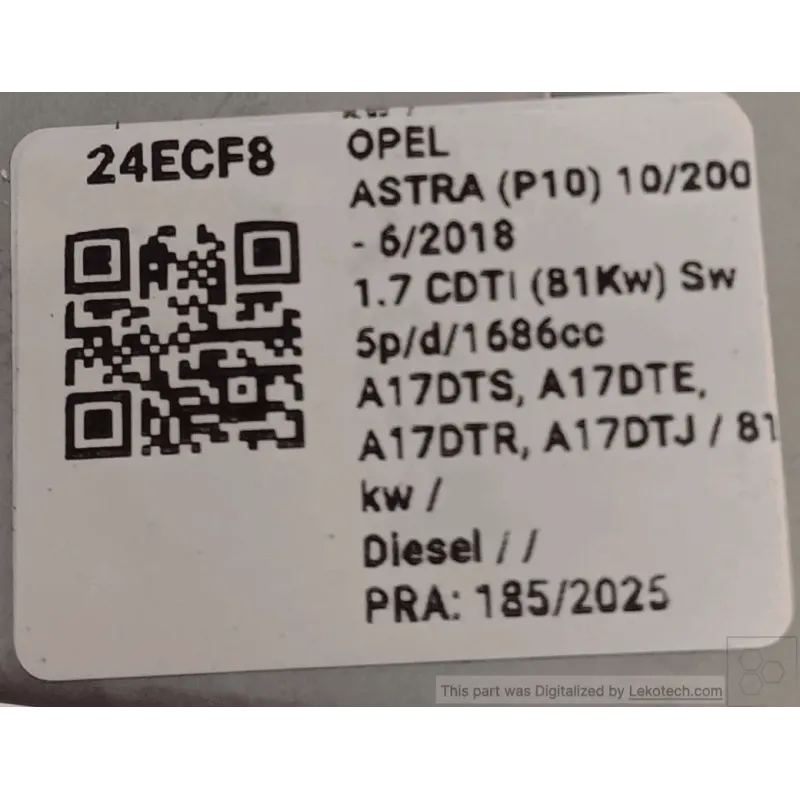 24ECF8
OPEL
ASTRA (P10) 10/200
- 6/2018
1.7 CDTI (81Kw) Sw
5p/d/1686cc
A17DTS, A17DTE,
A17DTR, A17DTJ / 81
kw /
Diesel / /
PRA: 185/2025
This part was Digitalized by Lekotech.com